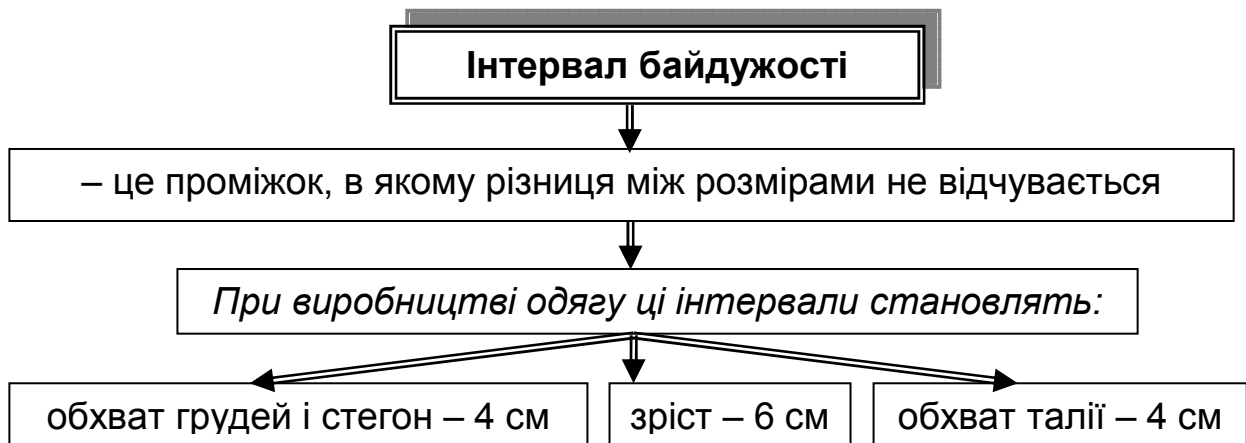 Інтервал байдужості
– це проміжок, в якому різниця між розмірами не відчувається
При виробництві одягу ці інтервали становлять:
обхват грудей і стегон – 4 см
зріст – 6 см
обхват талії – 4 см